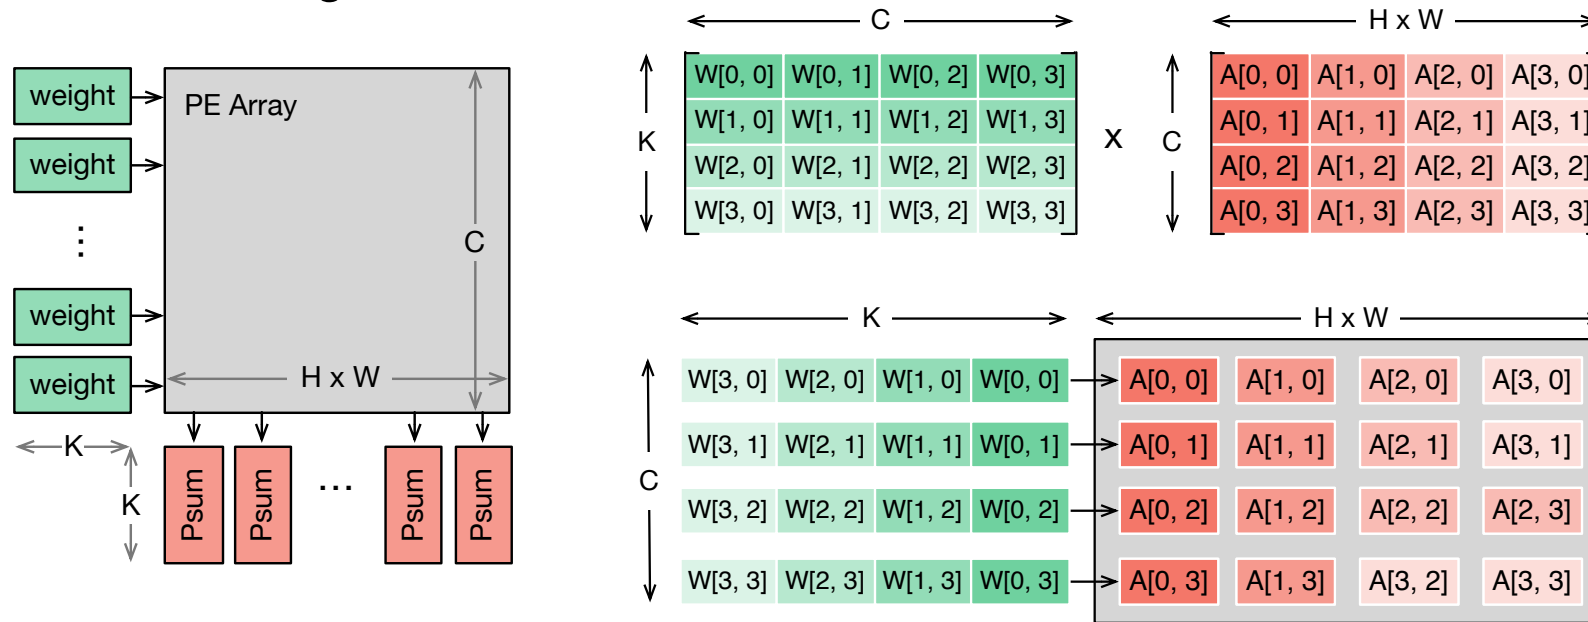 C
H x W
K
W[0, 0] W[0, 1] W[0, 2] W[0, 3]
W[1, 0] W[1, 1] W[1, 2] W[1, 3]
W[2, 0] W[2, 1] W[2, 2] W[2, 3]
W[3, 0] W[3, 1] W[3, 2] W[3, 3]
x
C
A[0, 0] A[1, 0] A[2, 0] A[3, 0]
A[0, 1] A[1, 1] A[2, 1] A[3, 1]
A[0, 2] A[1, 2] A[2, 2] A[3, 2]
A[0, 3] A[1, 3] A[2, 3] A[3, 3]
weight
weight
⋮
weight
weight
PE Array
C
H x W
K
K
Psum
Psum
...
Psum
Psum
K
H x W
C
W[3, 0] W[2, 0] W[1, 0] W[0, 0] A[0, 0] A[1, 0] A[2, 0] A[3, 0]
W[3, 1] W[2, 1] W[1, 1] W[0, 1] A[0, 1] A[1, 1] A[2, 1] A[3, 1]
W[3, 2] W[2, 2] W[1, 2] W[0, 2] A[0, 2] A[1, 2] A[2, 2] A[2, 3]
W[3, 3] W[2, 3] W[1, 3] W[0, 3] A[0, 3] A[1, 3] A[3, 2] A[3, 3]